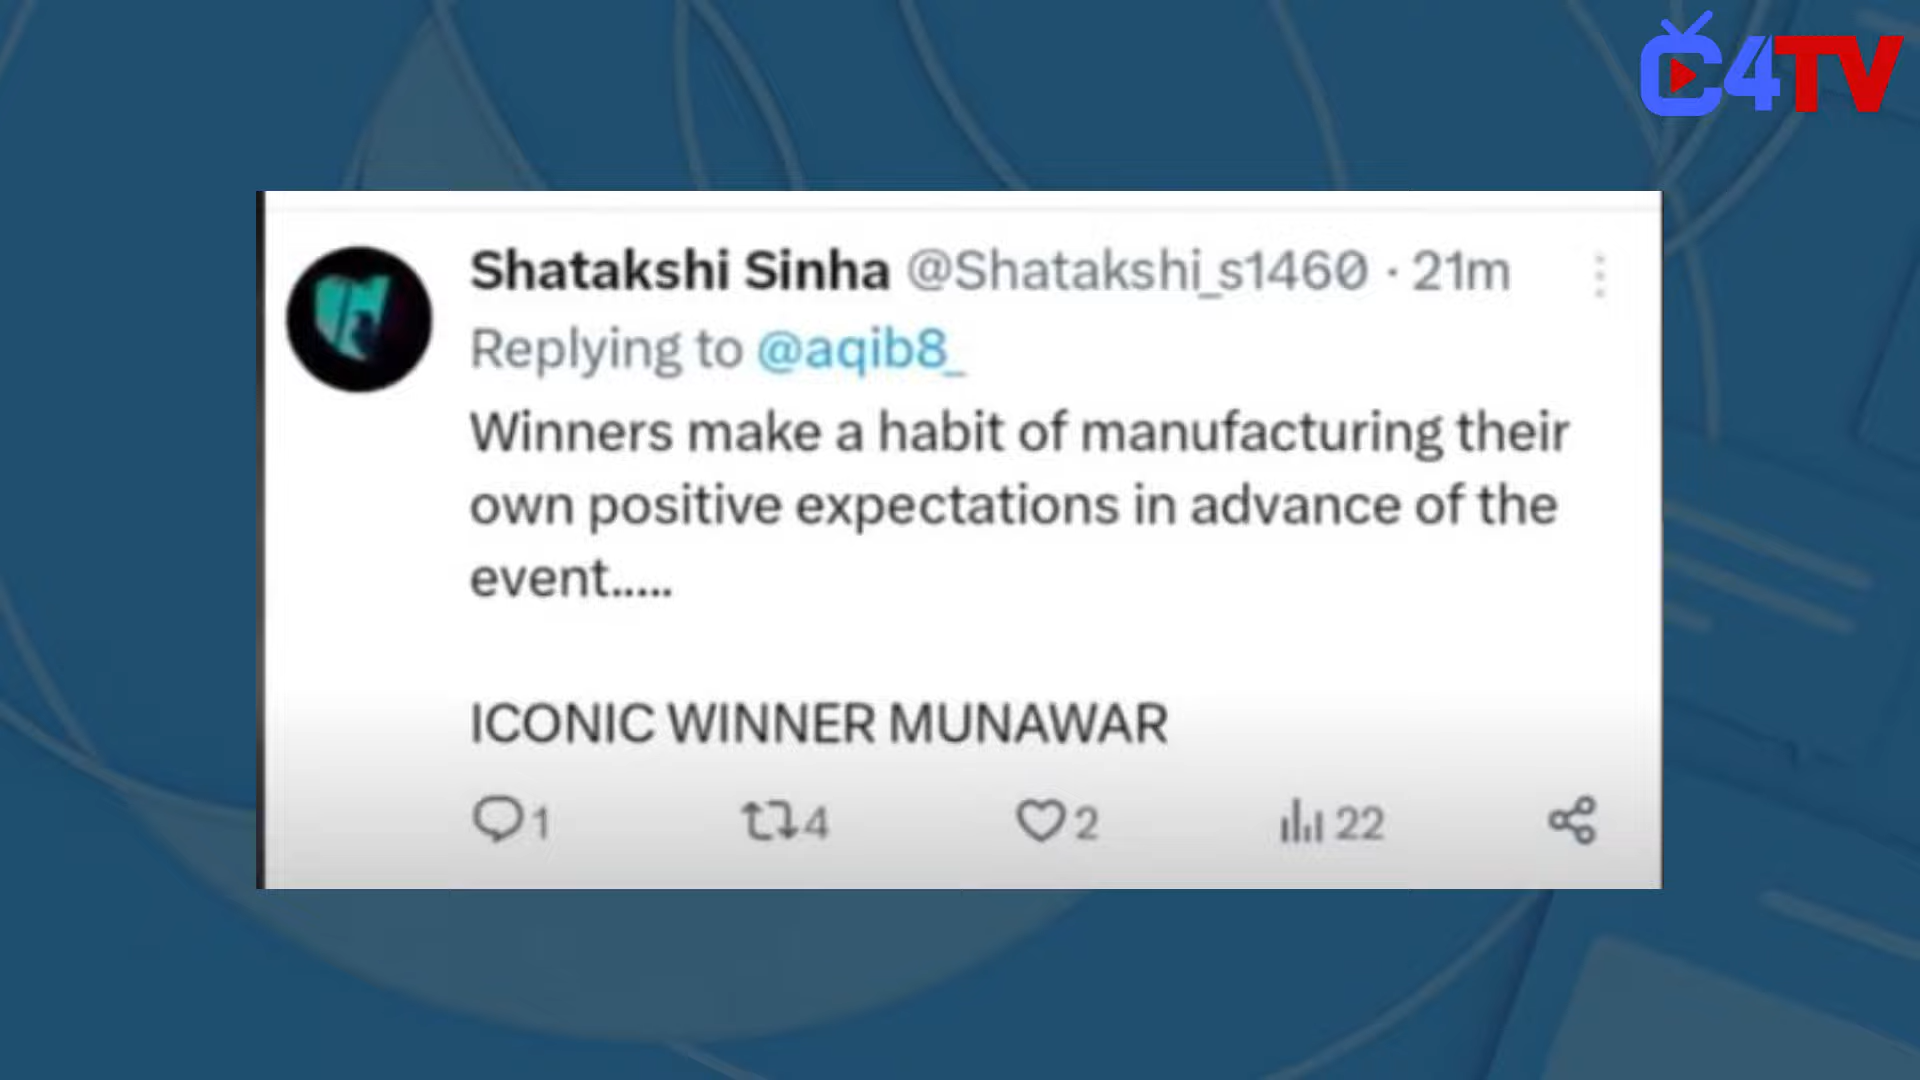 C4TV
Shatakshi Sinha @Shatakshi_s1460 · 21m
Replying to @aqib8_
Winners make a habit of manufacturing their
own positive expectations in advance of the
event.....
ICONIC WINNER MUNAWAR
1 4 2 22